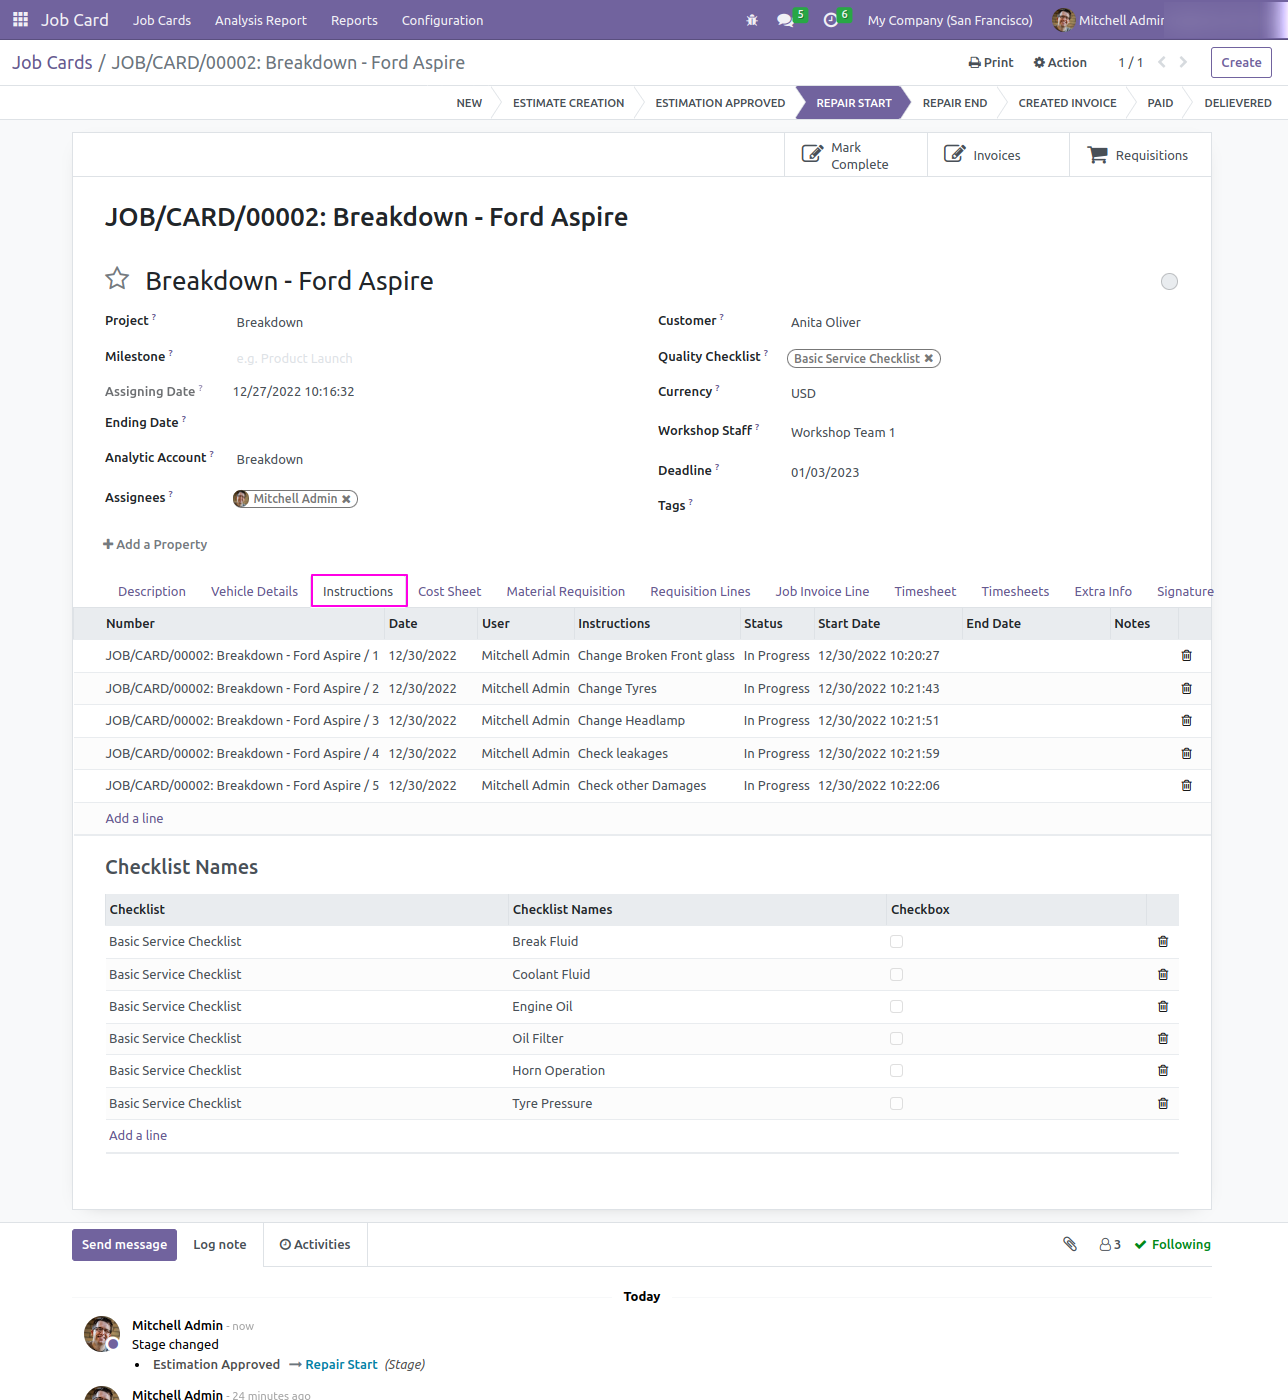 Job Card Job Cards Analysis Report Reports Configuration 5 6 My Company (San Francisco) Mitchell Admin
Job Cards / JOB/CARD/00002: Breakdown - Ford Aspire Print Action 1 / 1 Create
NEW ESTIMATE CREATION ESTIMATION APPROVED REPAIR START REPAIR END CREATED INVOICE PAID DELIEVERED
Mark Complete Invoices Requisitions
JOB/CARD/00002: Breakdown - Ford Aspire
Breakdown - Ford Aspire
Project ? Breakdown Customer ? Anita Oliver
Milestone ? e.g. Product Launch Quality Checklist ? Basic Service Checklist ✖
Assigning Date ? 12/27/2022 10:16:32 Currency ? USD
Ending Date ? Workshop Staff ? Workshop Team 1
Analytic Account ? Breakdown Deadline ? 01/03/2023
Assignees ? Mitchell Admin ✖ Tags ?
+ Add a Property
Description Vehicle Details Instructions Cost Sheet Material Requisition Requisition Lines Job Invoice Line Timesheet Timesheets Extra Info Signature
Number Date User Instructions Status Start Date End Date Notes
JOB/CARD/00002: Breakdown - Ford Aspire / 1 12/30/2022 Mitchell Admin Change Broken Front glass In Progress 12/30/2022 10:20:27
JOB/CARD/00002: Breakdown - Ford Aspire / 2 12/30/2022 Mitchell Admin Change Tyres In Progress 12/30/2022 10:21:43
JOB/CARD/00002: Breakdown - Ford Aspire / 3 12/30/2022 Mitchell Admin Change Headlamp In Progress 12/30/2022 10:21:51
JOB/CARD/00002: Breakdown - Ford Aspire / 4 12/30/2022 Mitchell Admin Check leakages In Progress 12/30/2022 10:21:59
JOB/CARD/00002: Breakdown - Ford Aspire / 5 12/30/2022 Mitchell Admin Check other Damages In Progress 12/30/2022 10:22:06
Add a line
Checklist Names
Checklist Checklist Names Checkbox
Basic Service Checklist Break Fluid
Basic Service Checklist Coolant Fluid
Basic Service Checklist Engine Oil
Basic Service Checklist Oil Filter
Basic Service Checklist Horn Operation
Basic Service Checklist Tyre Pressure
Add a line
Send message Log note Activities 3 Following
Today
Mitchell Admin - now
Stage changed
• Estimation Approved → Repair Start (Stage)
Mitchell Admin - 24 minutes ago